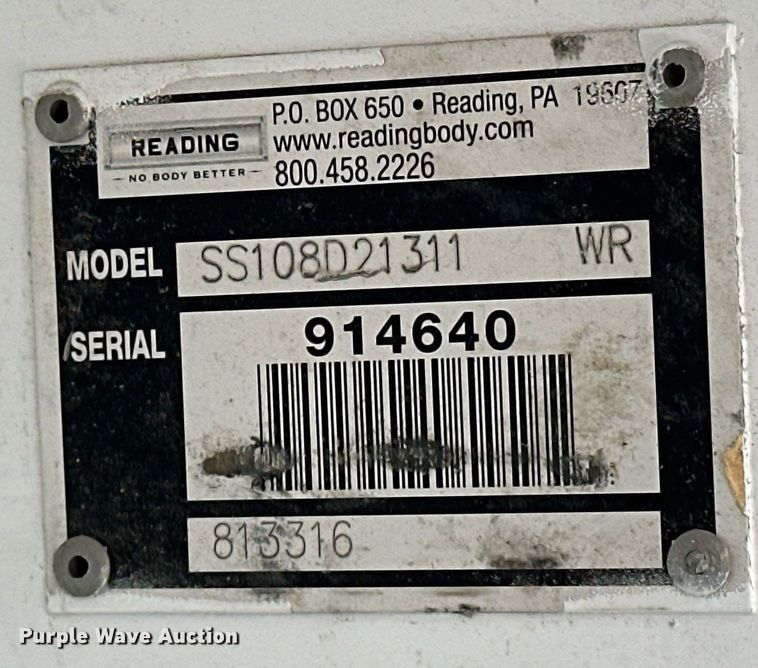 READING
NO BODY BETTER
P.O. BOX 650 • Reading, PA 19607
www.readingbody.com
800.458.2226
MODEL SS108D21311 WR
/SERIAL 914640
813316
Purple Wave Auction